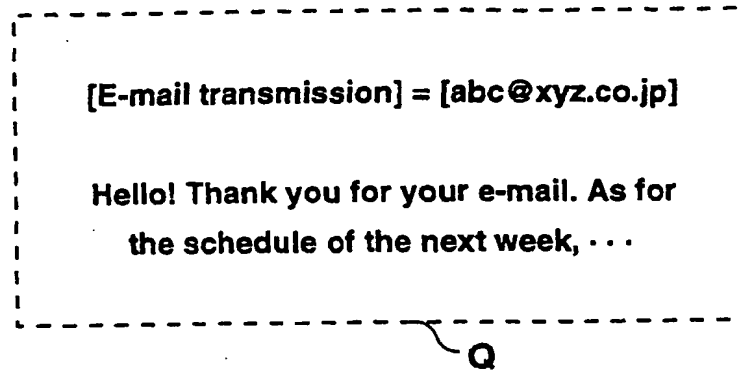 [E-mail transmission] = [abc@xyz.co.jp]
Hello! Thank you for your e-mail. As for
the schedule of the next week, · · ·
Q